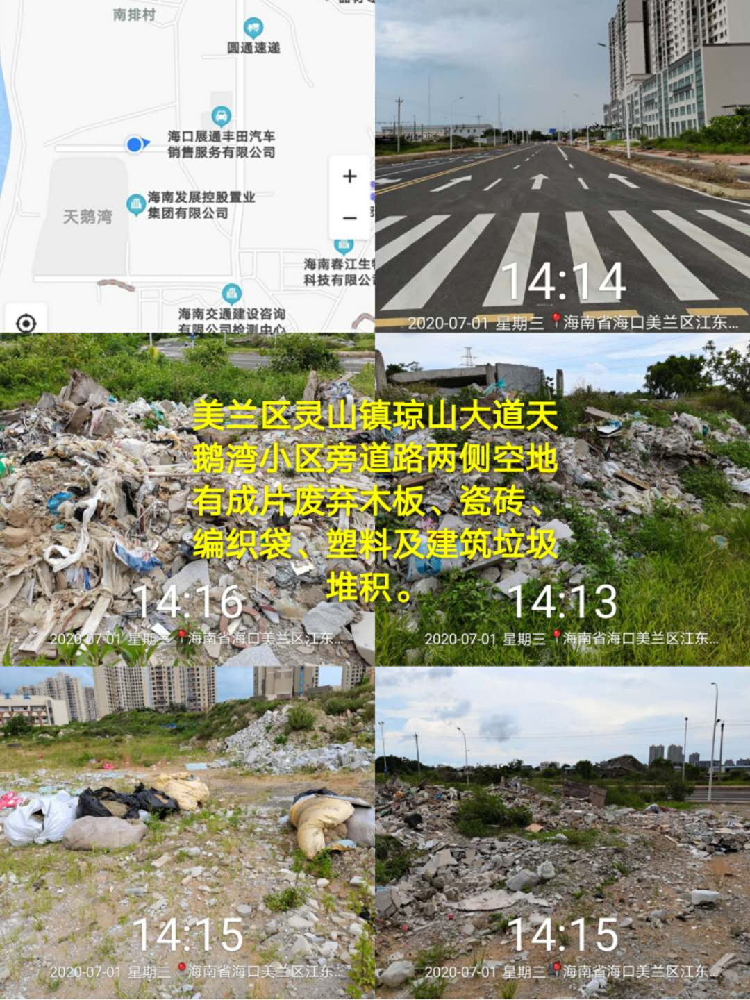 南排村
圆通速递
海口展通丰田汽车
销售服务有限公司
海南发展控股置业
集团有限公司
天鹅湾
海南春江生物
科技有限公司
海南交通建设咨询
有限公司检测中心
+
−
14:14
2020-07-01 星期三 海南省海口美兰区江东...
美兰区灵山镇琼山大道天
鹅湾小区旁道路两侧空地
有成片废弃木板、瓷砖、
编织袋、塑料及建筑垃圾
堆积。
14:16
2020-07-01 星期三 海南省海口美兰区江东...
14:13
2020-07-01 星期三 海南省海口美兰区江东...
14:15
2020-07-01 星期三 海南省海口美兰区江东...
14:15
2020-07-01 星期三 海南省海口美兰区江东...